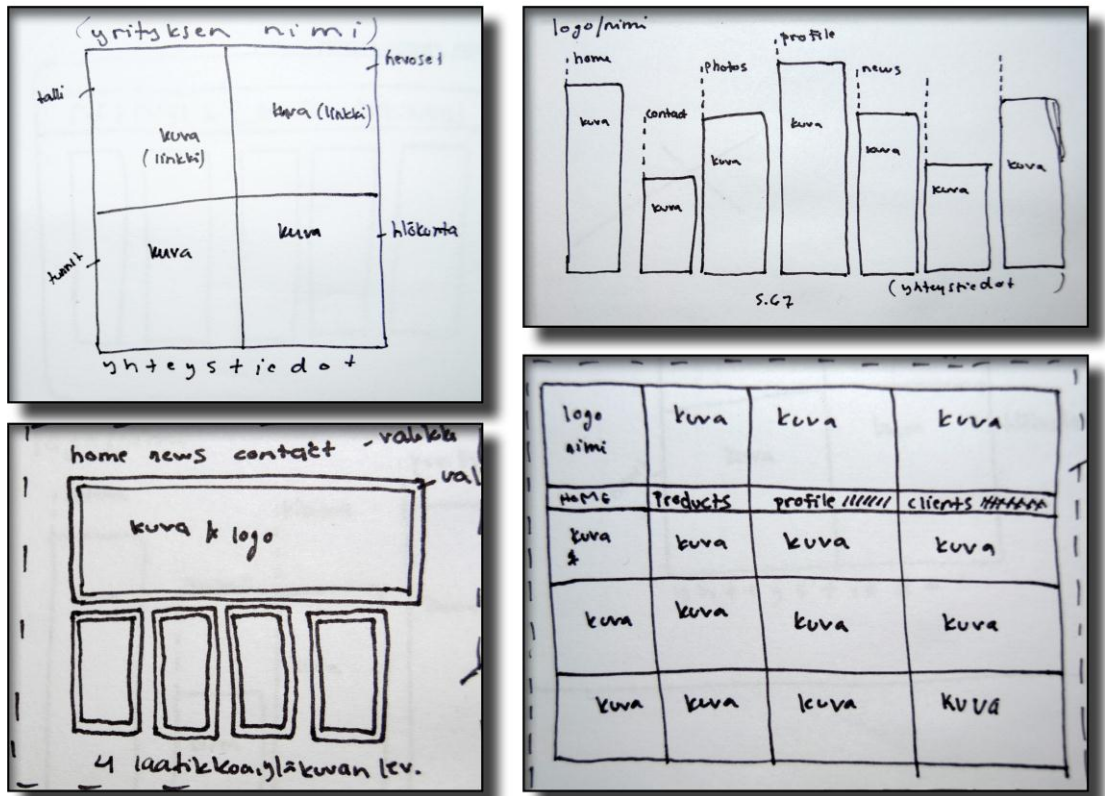 (yrityksen nimi)
talli
hevoset
kuva
(linkki)
kuva (linkki)
kuva
kuva
tunnit
hlökunta
yhteystiedot
logo/nimi
home
contact
photos
profile
news
kuva
kuva
kuva
kuva
kuva
kuva
kuva
S.67
(yhteystiedot )
home news contact - valikko
kuva & logo
4 laatikkoa yläkuvan lev.
logo kuva kuva kuva
nimi
HOME Products profile clients
kuva kuva kuva kuva
kuva kuva kuva kuva
kuva kuva kuva kuva